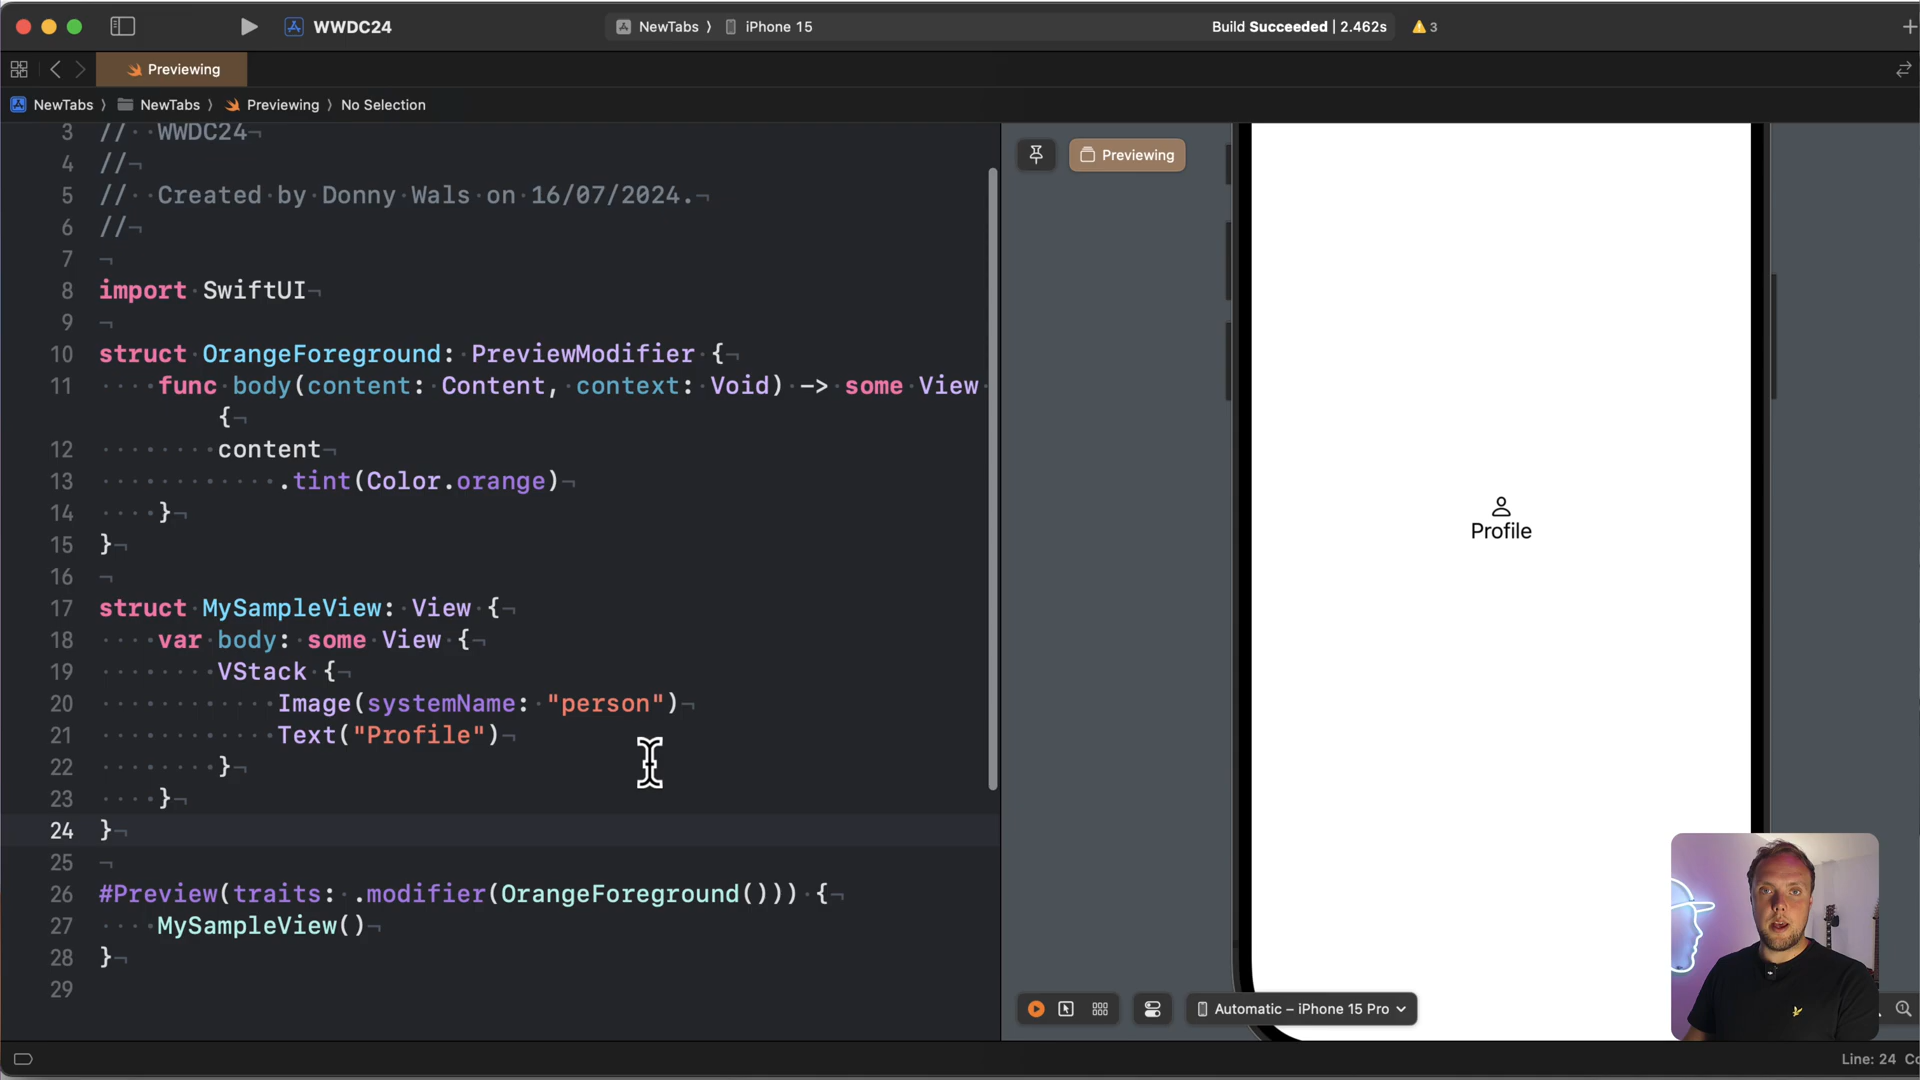 WWDC24
NewTabs 〉 iPhone 15
Build Succeeded | 2.462s
3
Previewing
NewTabs 〉 NewTabs 〉 Previewing 〉 No Selection
3 // WWDC24
4 //
5 // Created by Donny Wals on 16/07/2024.
6 //
7
8 import SwiftUI
9
10 struct OrangeForeground: PreviewModifier {
11 func body(content: Content, context: Void) -> some View
{
12 content
13 .tint(Color.orange)
14 }
15 }
16
17 struct MySampleView: View {
18 var body: some View {
19 VStack {
20 Image(systemName: "person")
21 Text("Profile")
22 }
23 }
24 }
25
26 #Preview(traits: .modifier(OrangeForeground())) {
27 MySampleView()
28 }
29
Previewing
Profile
Automatic – iPhone 15 Pro
Line: 24 Co